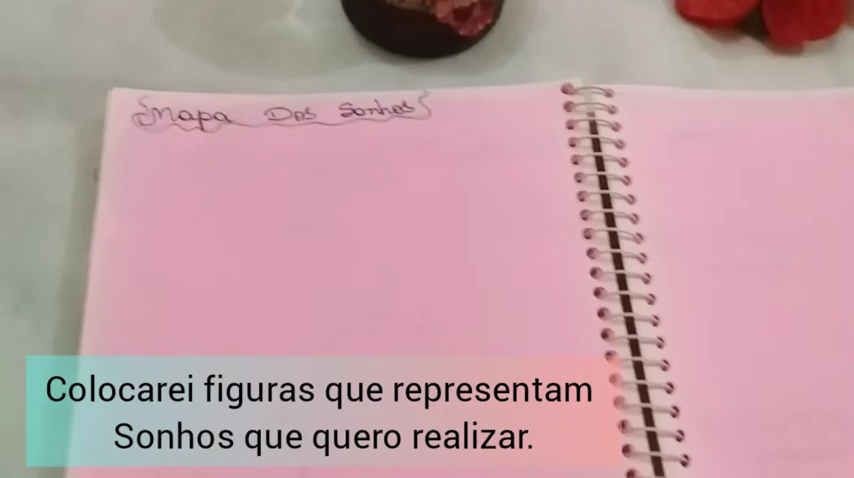 Mapa Dos Sonhos
Colocarei figuras que representam
Sonhos que quero realizar.